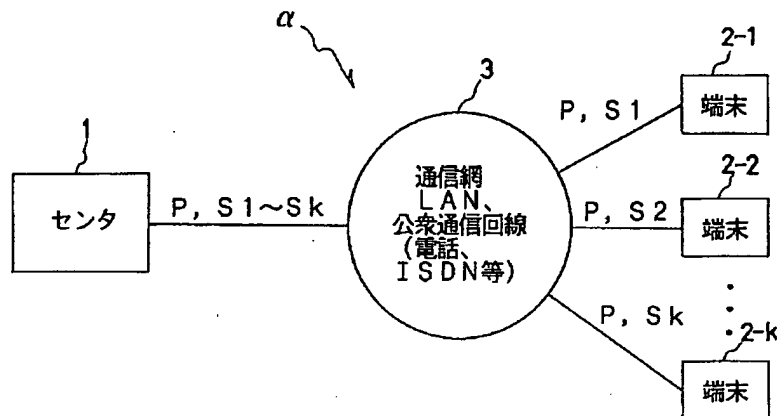 α
3
2-1
端末
P, S1
1
センタ
P, S1~Sk
通信網
LAN、
公衆通信回線
(電話、
ISDN等)
2-2
P, S2
端末
P, Sk
2-k
端末